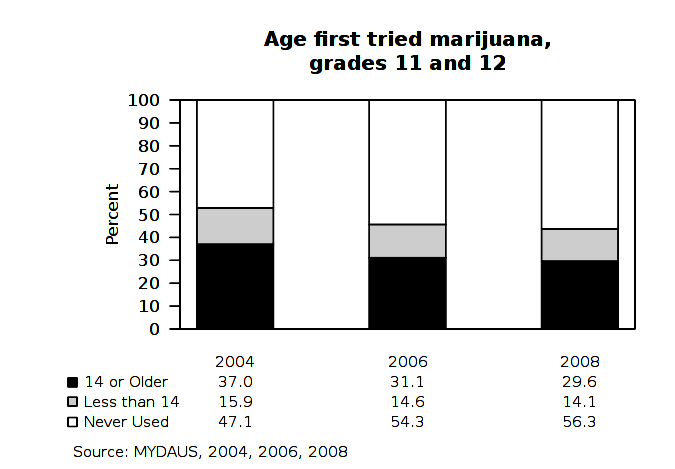 Age first tried marijuana,
grades 11 and 12
Percent
100
90
80
70
60
50
40
30
20
10
0
2004 2006 2008
14 or Older 37.0 31.1 29.6
Less than 14 15.9 14.6 14.1
Never Used 47.1 54.3 56.3
Source: MYDAUS, 2004, 2006, 2008